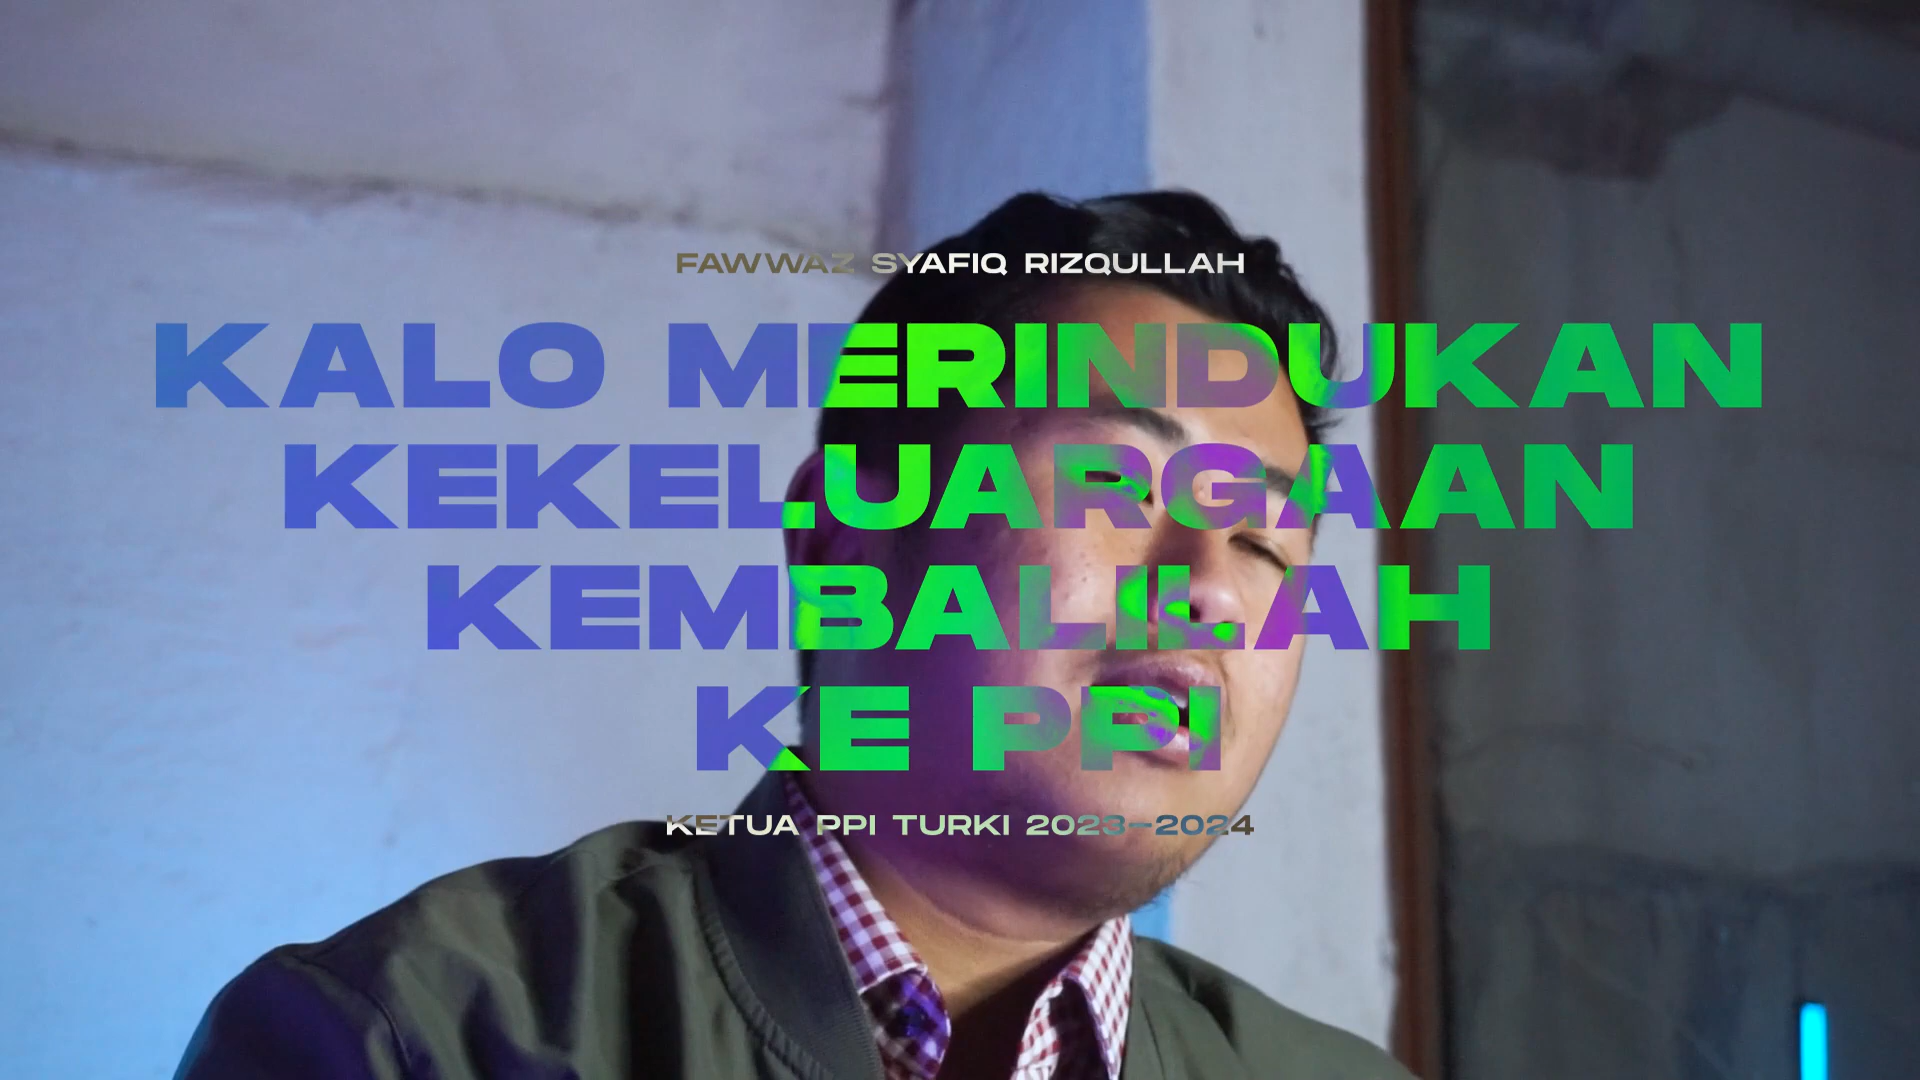 FAWWAZ SYAFIQ RIZQULLAH
KALO MERINDUKAN
KEKELUARGAAN
KEMBALILAH
KE PPI
KETUA PPI TURKI 2023-2024